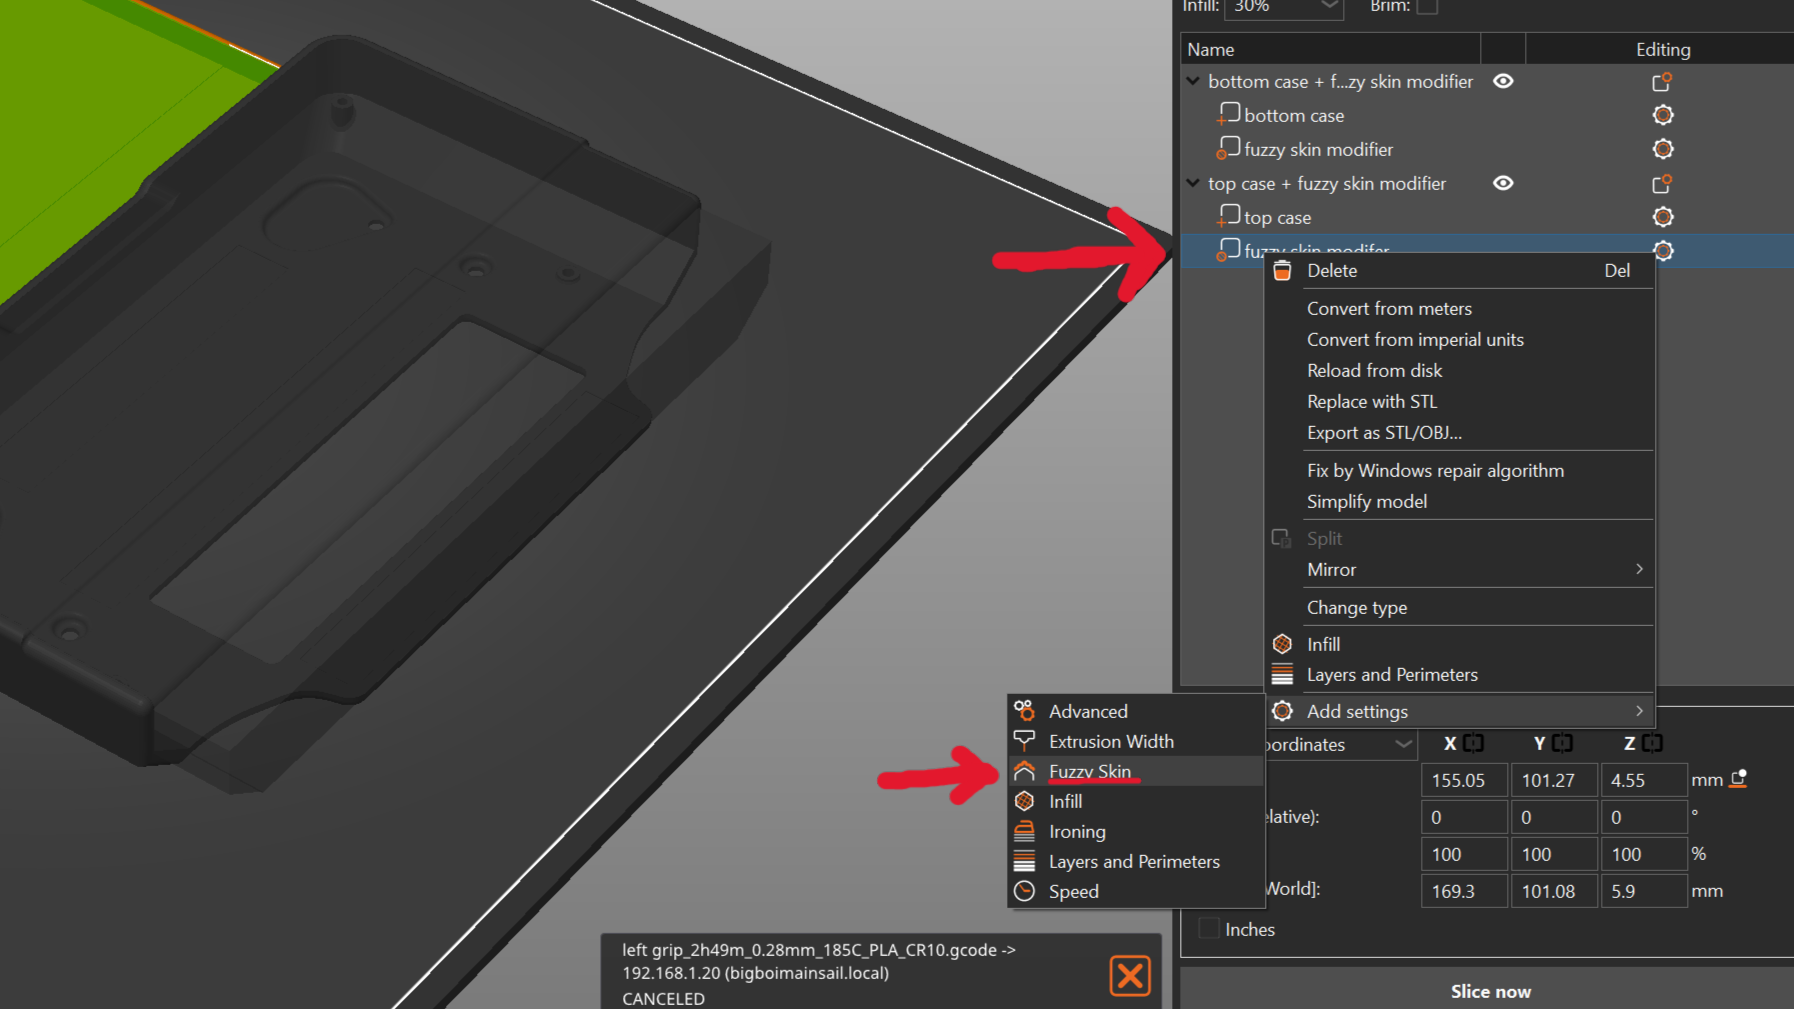 Infill: 30% Brim:
Name Editing
bottom case + f...zy skin modifier
bottom case
fuzzy skin modifier
top case + fuzzy skin modifier
top case
fuzzy skin modifer
Delete Del
Convert from meters
Convert from imperial units
Reload from disk
Replace with STL
Export as STL/OBJ...
Fix by Windows repair algorithm
Simplify model
Split
Mirror
Change type
Infill
Layers and Perimeters
Add settings
Advanced
Extrusion Width
Fuzzy Skin
Infill
Ironing
Layers and Perimeters
Speed
X Y Z
155.05 101.27 4.55 mm
0 0 0 °
100 100 100 %
World]: 169.3 101.08 5.9 mm
Inches
left grip_2h49m_0.28mm_185C_PLA_CR10.gcode ->
192.168.1.20 (bigboimainsail.local)
CANCELED
Slice now